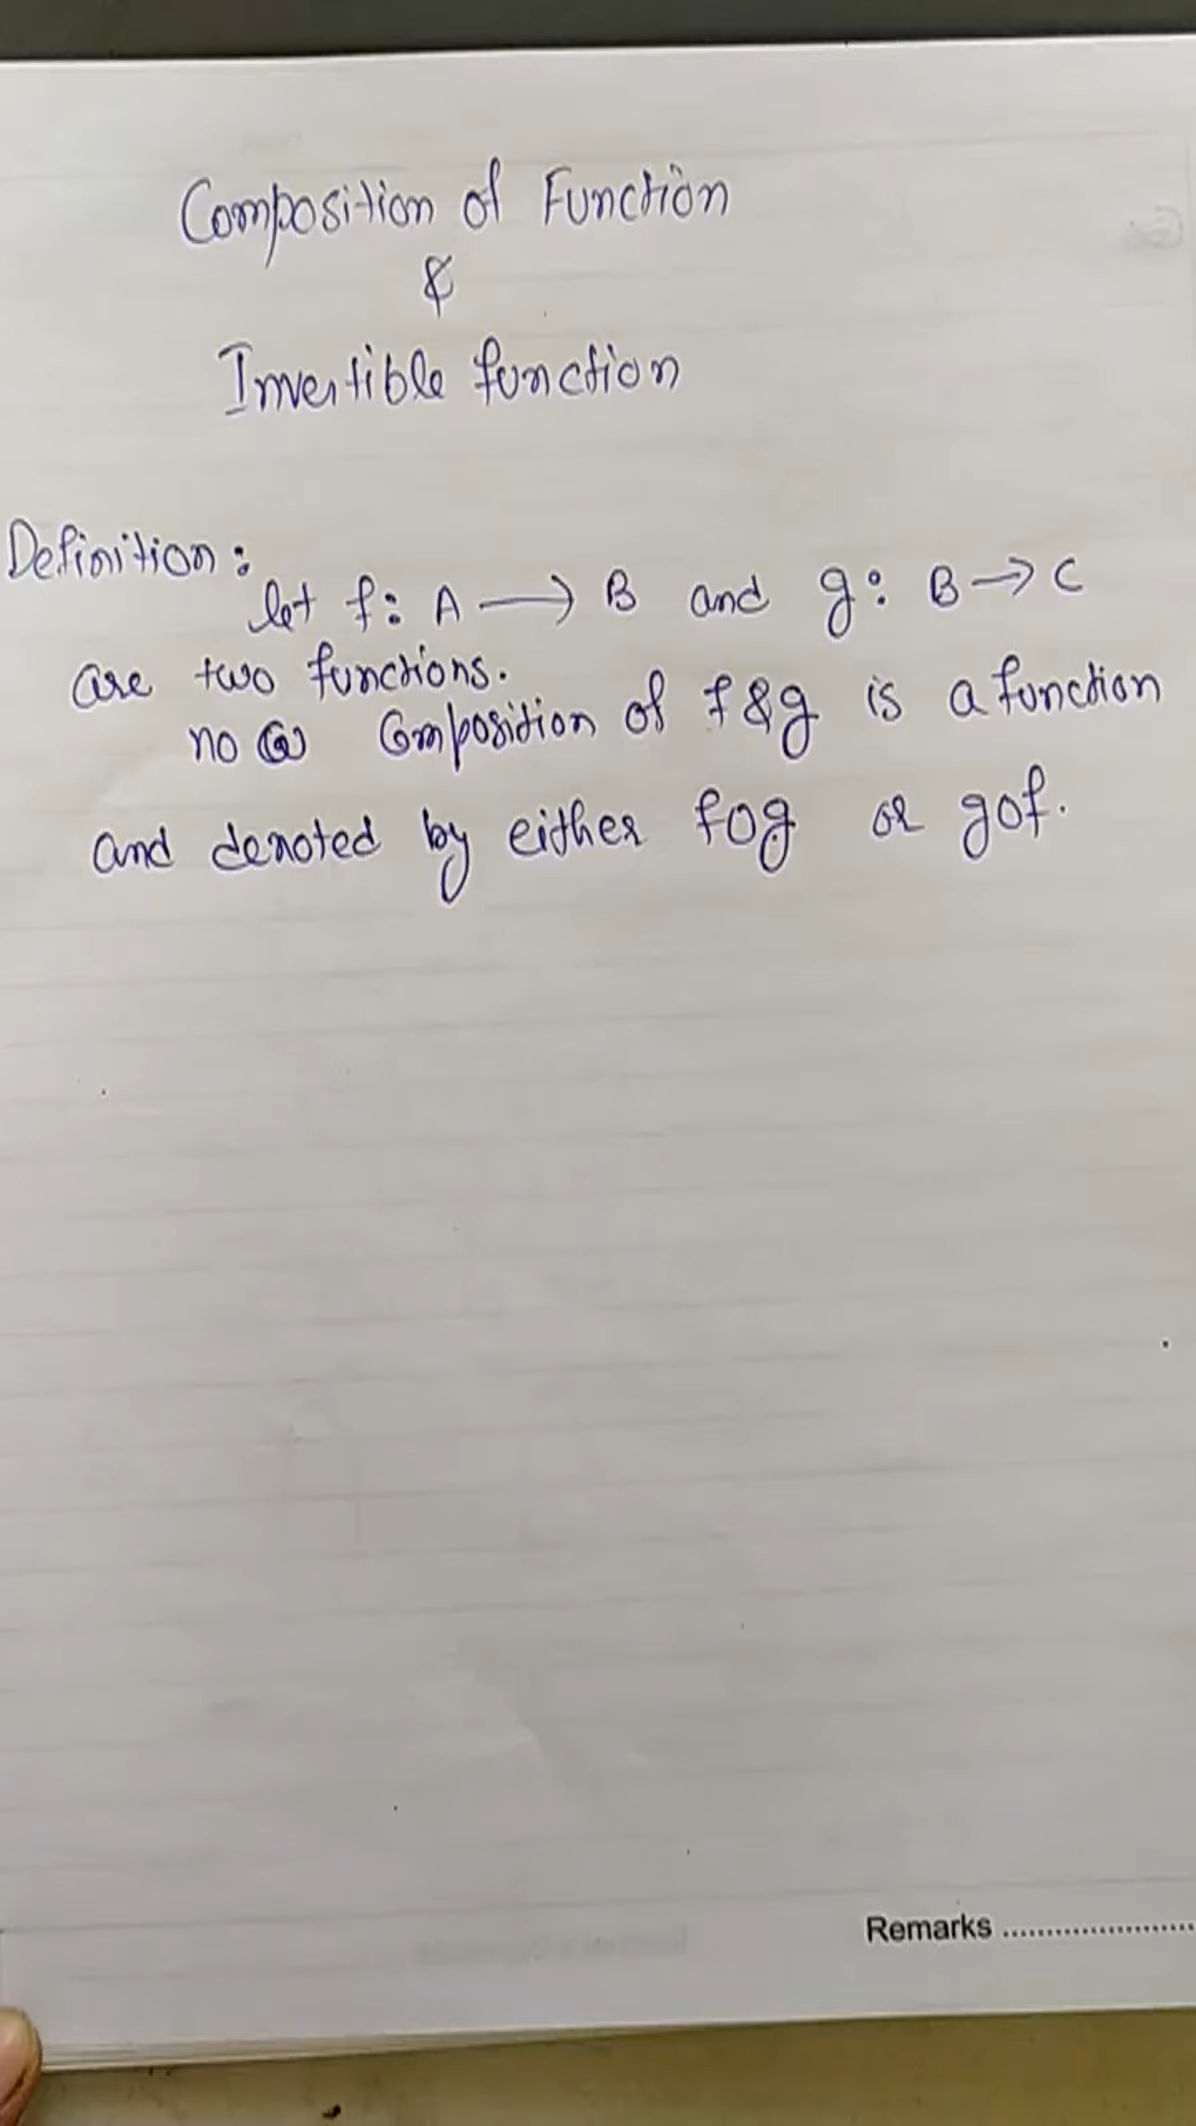 Composition of Function
&
Invertible function
Definition :
let f: A → B and g: B → C
are two functions.
no Composition of f & g is a function
and denoted by either fog or gof.
Remarks ......................